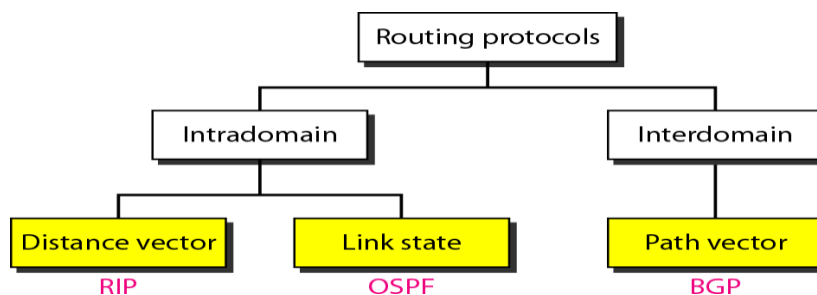 Routing protocols
Intradomain
Interdomain
Distance vector
Link state
Path vector
RIP
OSPF
BGP